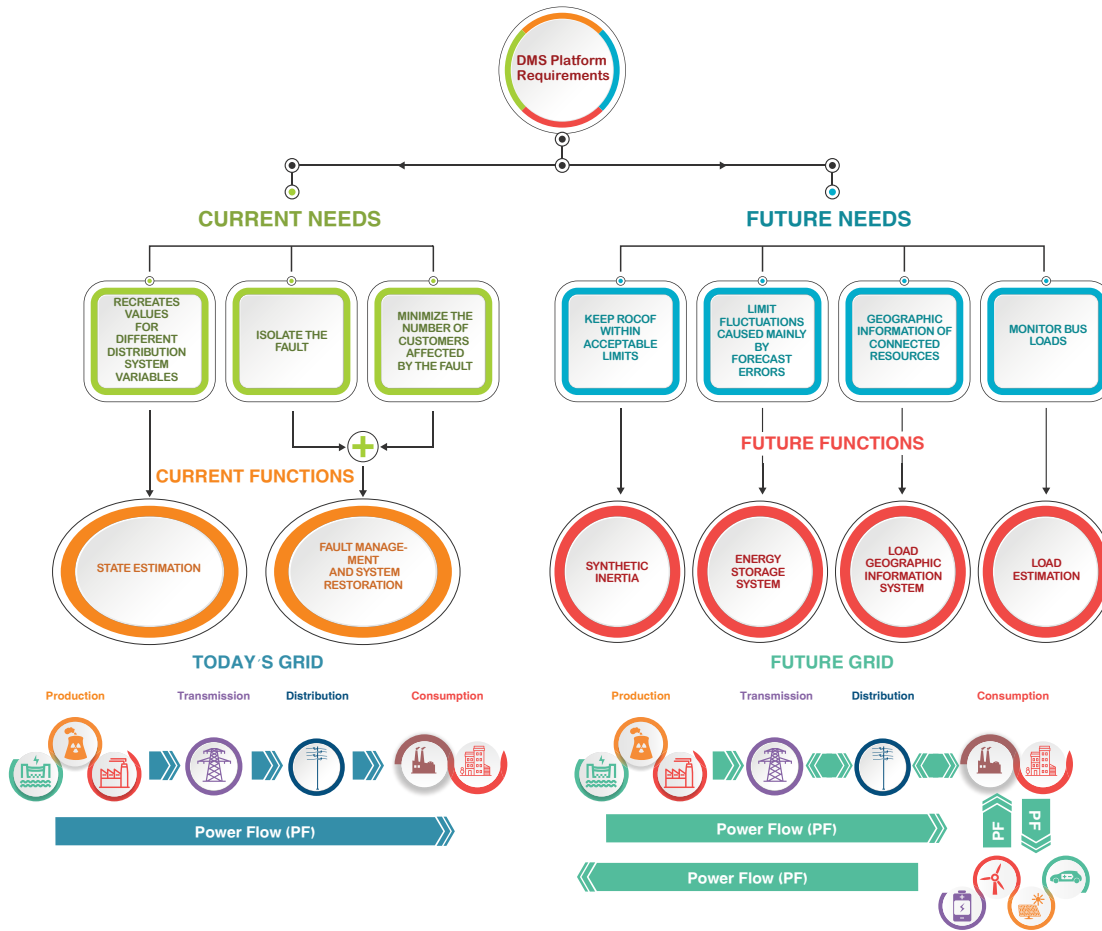 DMS Platform
Requirements
CURRENT NEEDS
FUTURE NEEDS
RECREATES
VALUES
FOR
DIFFERENT
DISTRIBUTION
SYSTEM
VARIABLES
ISOLATE THE
FAULT
MINIMIZE THE
NUMBER OF
CUSTOMERS
AFFECTED
BY THE FAULT
KEEP ROCOF
WITHIN
ACCEPTABLE
LIMITS
LIMIT
FLUCTUATIONS
CAUSED MAINLY
BY
FORECAST
ERRORS
GEOGRAPHIC
INFORMATION OF
CONNECTED
RESOURCES
MONITOR BUS
LOADS
CURRENT FUNCTIONS
FUTURE FUNCTIONS
STATE ESTIMATION
FAULT MANAGE-
MENT
AND SYSTEM
RESTORATION
SYNTHETIC
INERTIA
ENERGY
STORAGE
SYSTEM
LOAD
GEOGRAPHIC
INFORMATION
SYSTEM
LOAD
ESTIMATION
TODAY'S GRID
FUTURE GRID
Production
Transmission
Distribution
Consumption
Production
Transmission
Distribution
Consumption
Power Flow (PF)
Power Flow (PF)
PF
PF
Power Flow (PF)